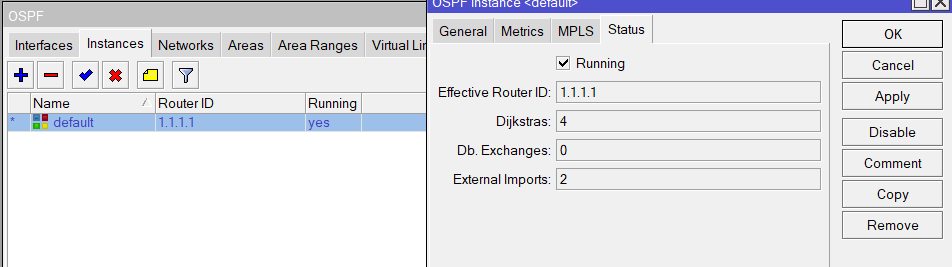 OSPF
Interfaces Instances Networks Areas Area Ranges Virtual Lin
Name Router ID Running
* default 1.1.1.1 yes
OSPF Instance <default>
General Metrics MPLS Status
Running
Effective Router ID: 1.1.1.1
Dijkstras: 4
Db. Exchanges: 0
External Imports: 2
OK
Cancel
Apply
Disable
Comment
Copy
Remove